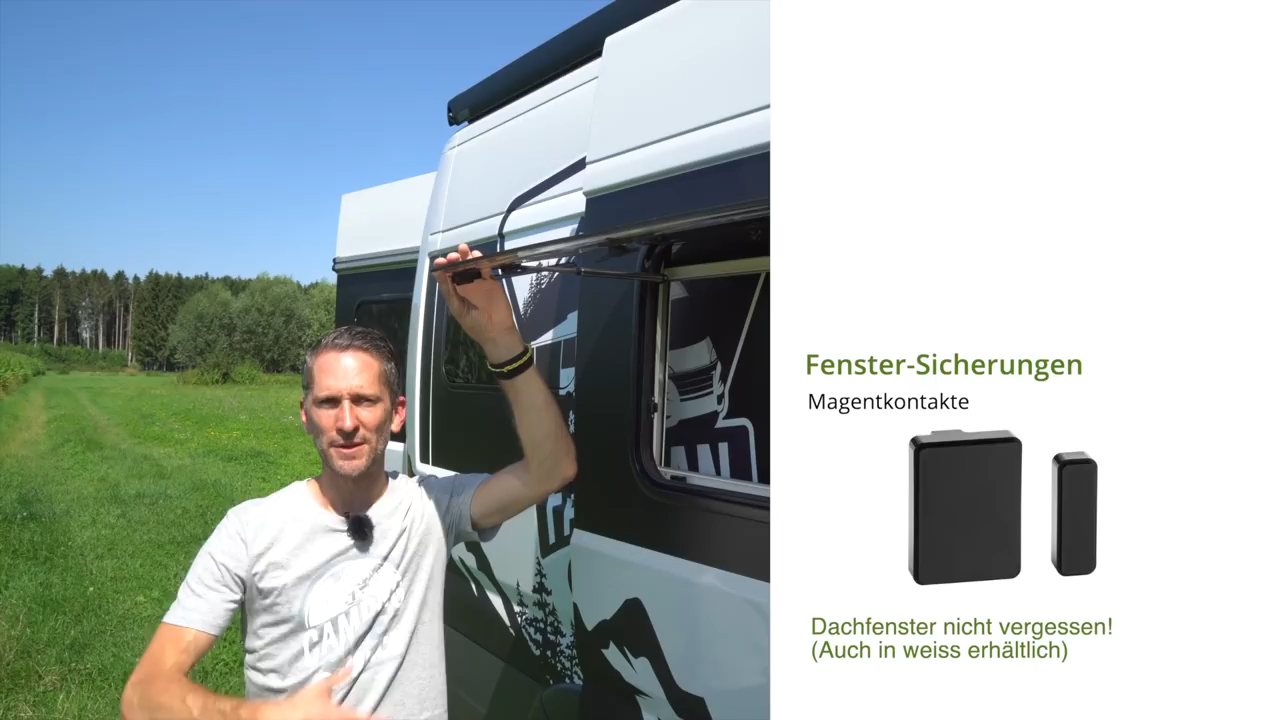 Fenster-Sicherungen
Magentkontakte
Dachfenster nicht vergessen!
(Auch in weiss erhältlich)